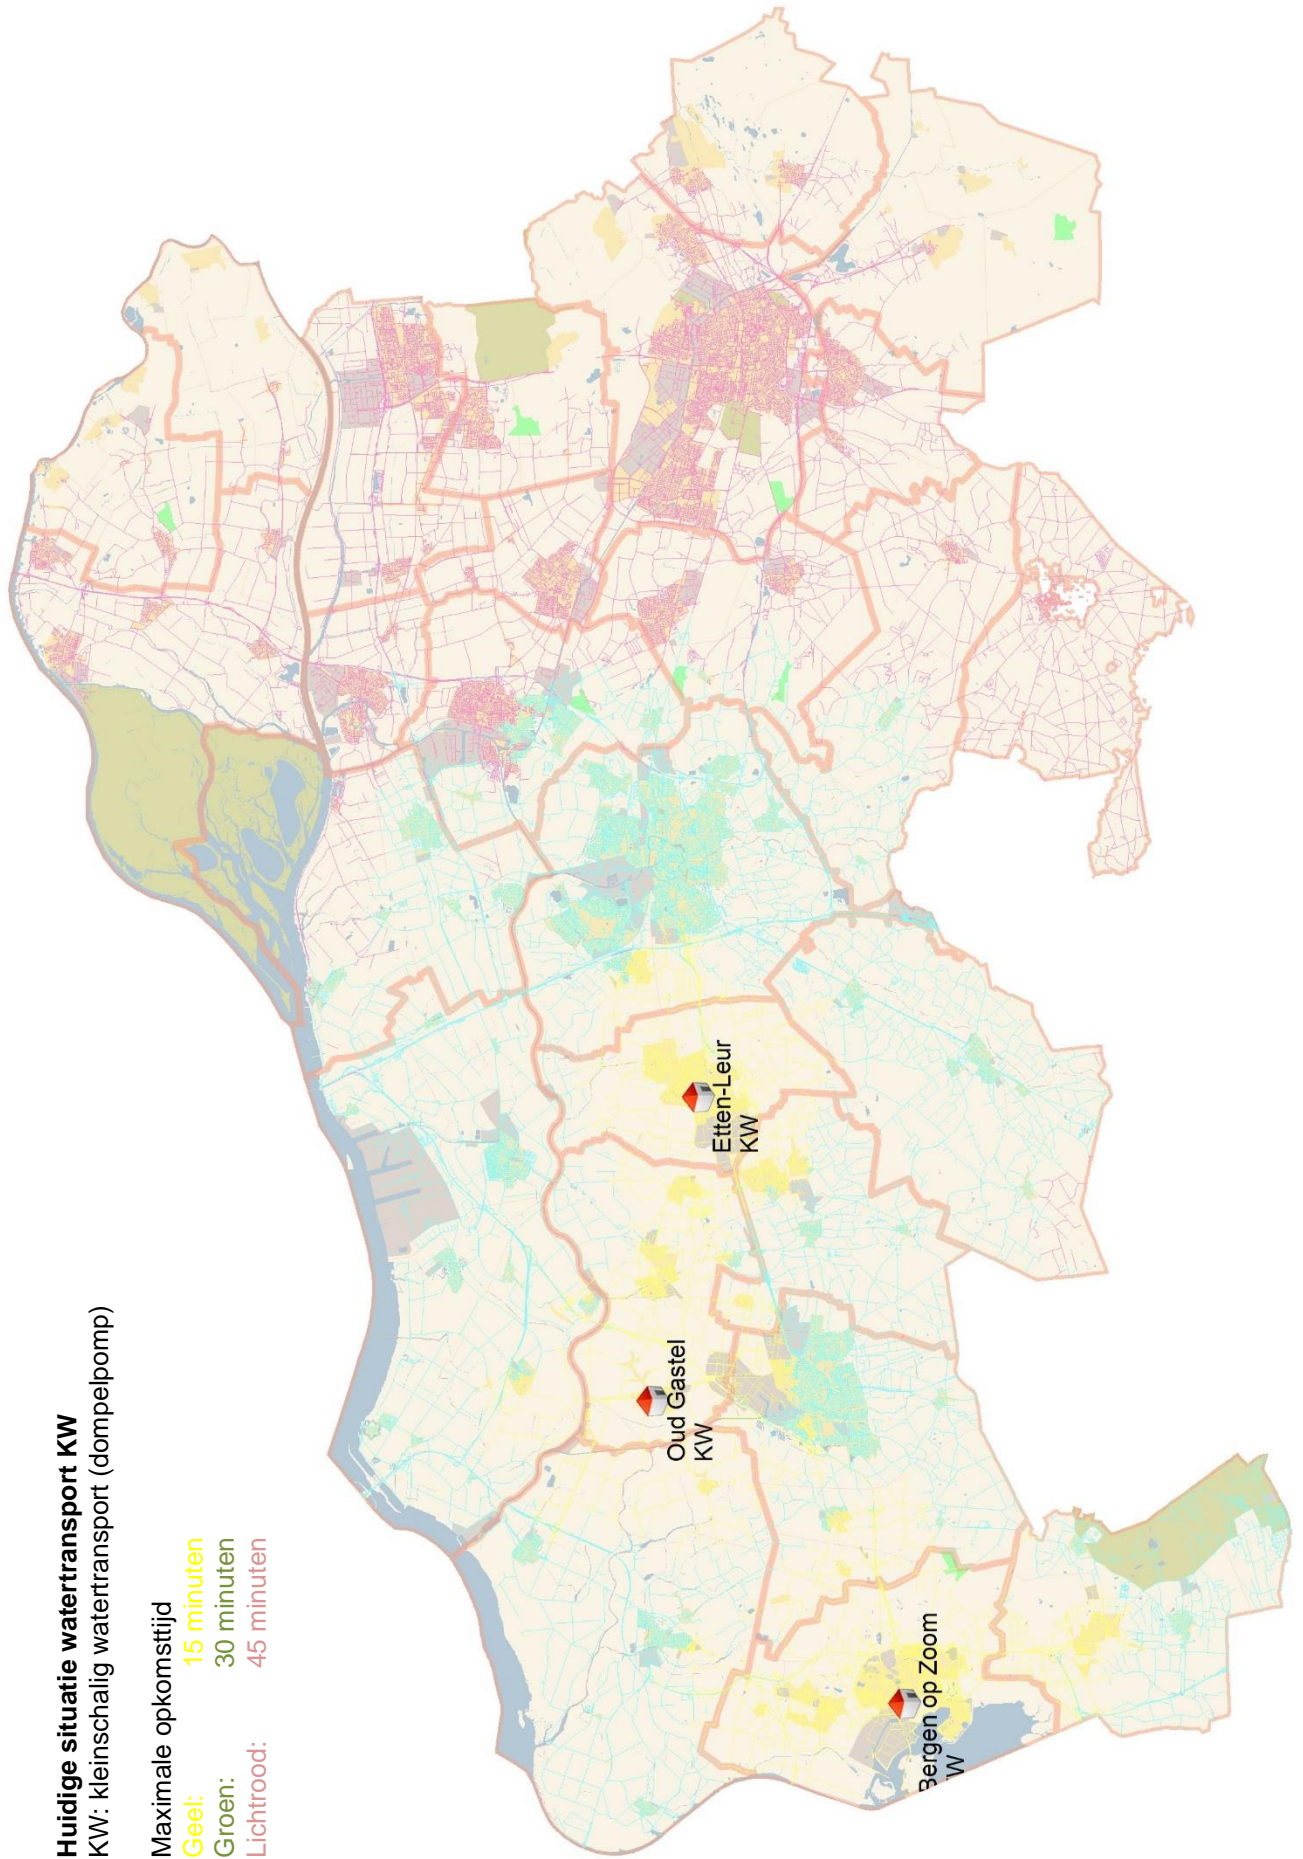 Huidige situatie watertransport KW
KW: kleinschalig watertransport (dompelpomp)
Maximale opkomsttijd
Geel: 15 minuten
Groen: 30 minuten
Lichtrood: 45 minuten
Etten-Leur
KW
Oud Gastel
KW
Bergen op Zoom
KW